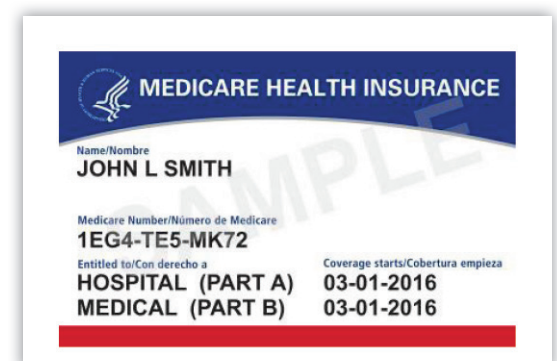 MEDICARE HEALTH INSURANCE
Name/Nombre
JOHN L SMITH
Medicare Number/Número de Medicare
1EG4-TE5-MK72
Entitled to/Con derecho a Coverage starts/Cobertura empieza
HOSPITAL (PART A) 03-01-2016
MEDICAL (PART B) 03-01-2016
SAMPLE